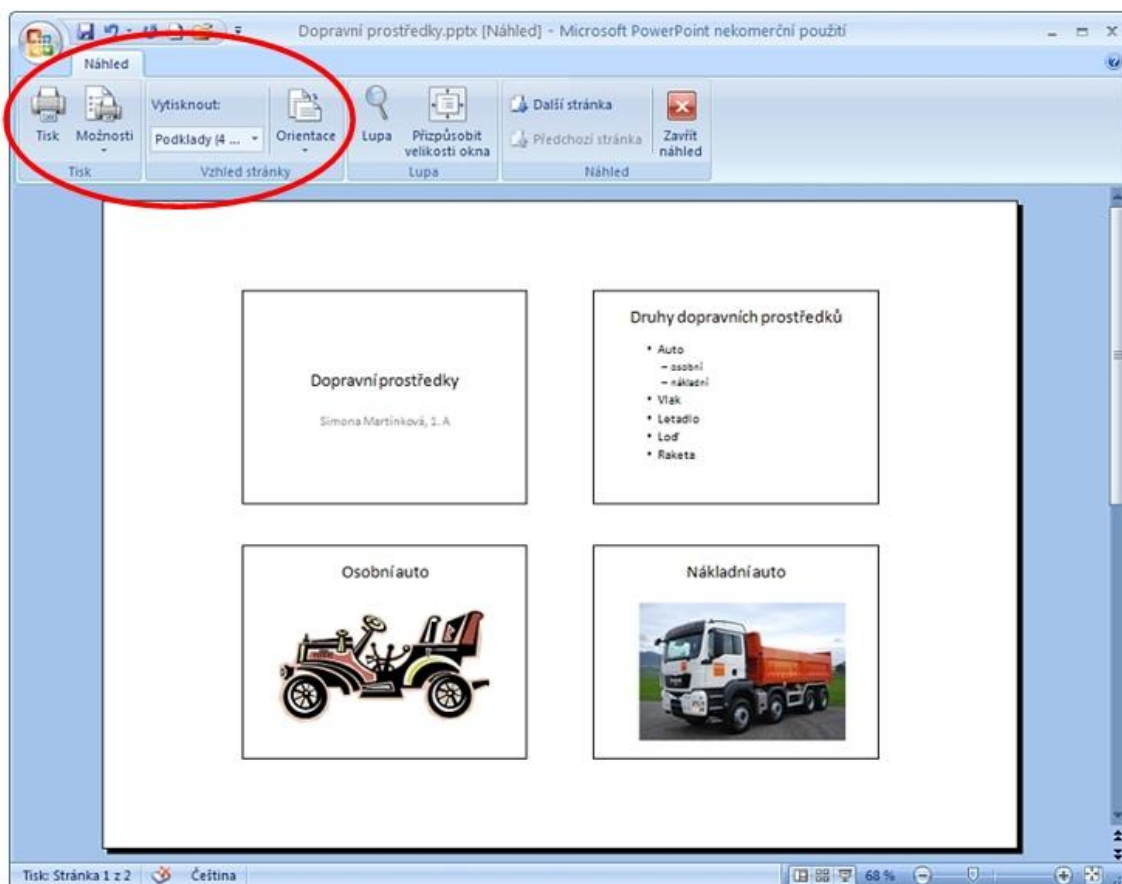 Dopravní prostředky.pptx [Náhled] - Microsoft PowerPoint nekomerční použití
Náhled
Tisk
Možnosti
Vytisknout:
Podklady (4 ...
Orientace
Lupa
Přizpůsobit
velikosti okna
Další stránka
Předchozí stránka
Zavřít
náhled
Tisk
Vzhled stránky
Lupa
Náhled
Dopravní prostředky
Simona Martínková, 1. A
Druhy dopravních prostředků
• Auto
– osobní
– nákladní
• Vlak
• Letadlo
• Loď
• Raketa
Osobní auto
Nákladní auto
Tisk: Stránka 1 z 2
Čeština
68 %